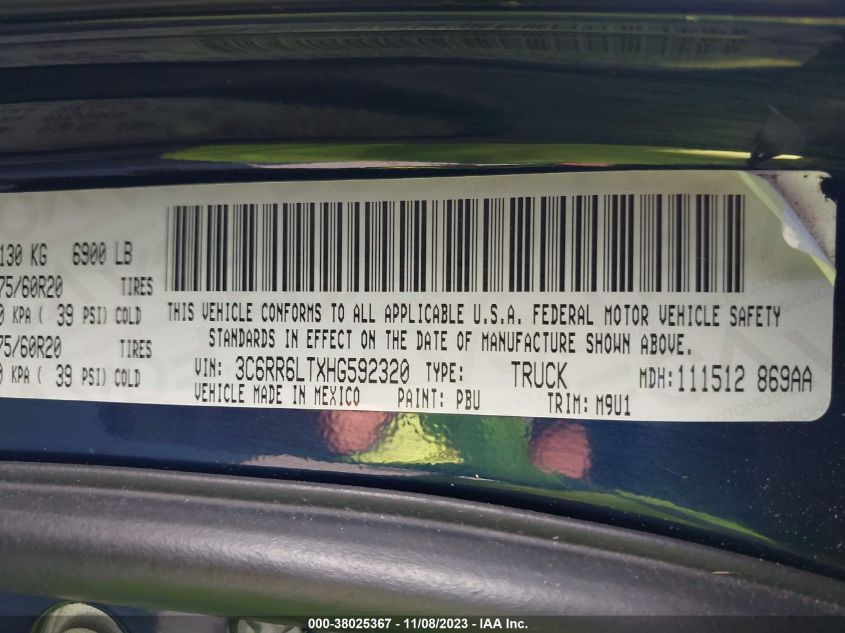 130 KG 6900 LB
75/60R20 TIRES
0 KPA ( 39 PSI) COLD
75/60R20 TIRES
0 KPA ( 39 PSI) COLD
THIS VEHICLE CONFORMS TO ALL APPLICABLE U.S.A. FEDERAL MOTOR VEHICLE SAFETY
STANDARDS IN EFFECT ON THE DATE OF MANUFACTURE SHOWN ABOVE.
VIN: 3C6RR6LTXHG592320 TYPE: TRUCK MDH:111512 869AA
VEHICLE MADE IN MEXICO PAINT: PBU TRIM: M9U1
000-38025367 - 11/08/2023 - IAA Inc.